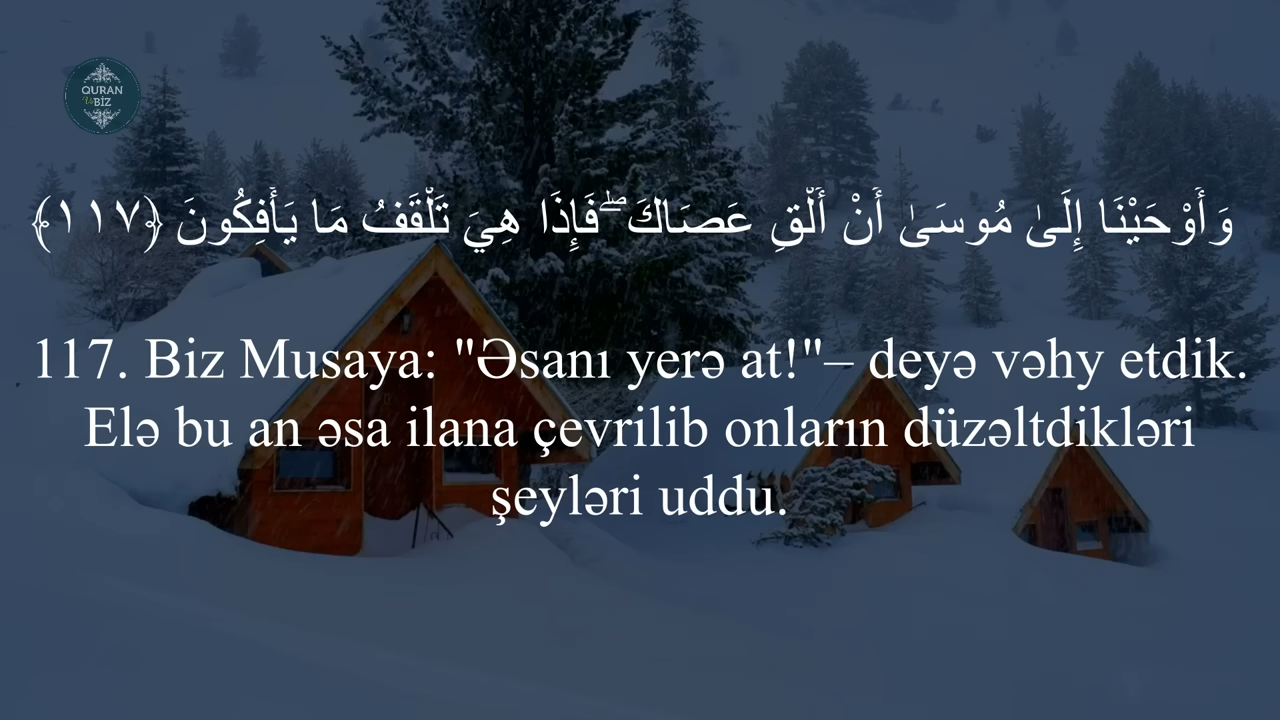 QURAN
Və
BİZ
وَأَوْحَيْنَا إِلَىٰ مُوسَىٰ أَنْ أَلْقِ عَصَاكَ ۖ فَإِذَا هِيَ تَلْقَفُ مَا يَأْفِكُونَ ﴿١١٧﴾
117. Biz Musaya: "Əsanı yerə at!"– deyə vəhy etdik.
Elə bu an əsa ilana çevrilib onların düzəltdikləri
şeyləri uddu.